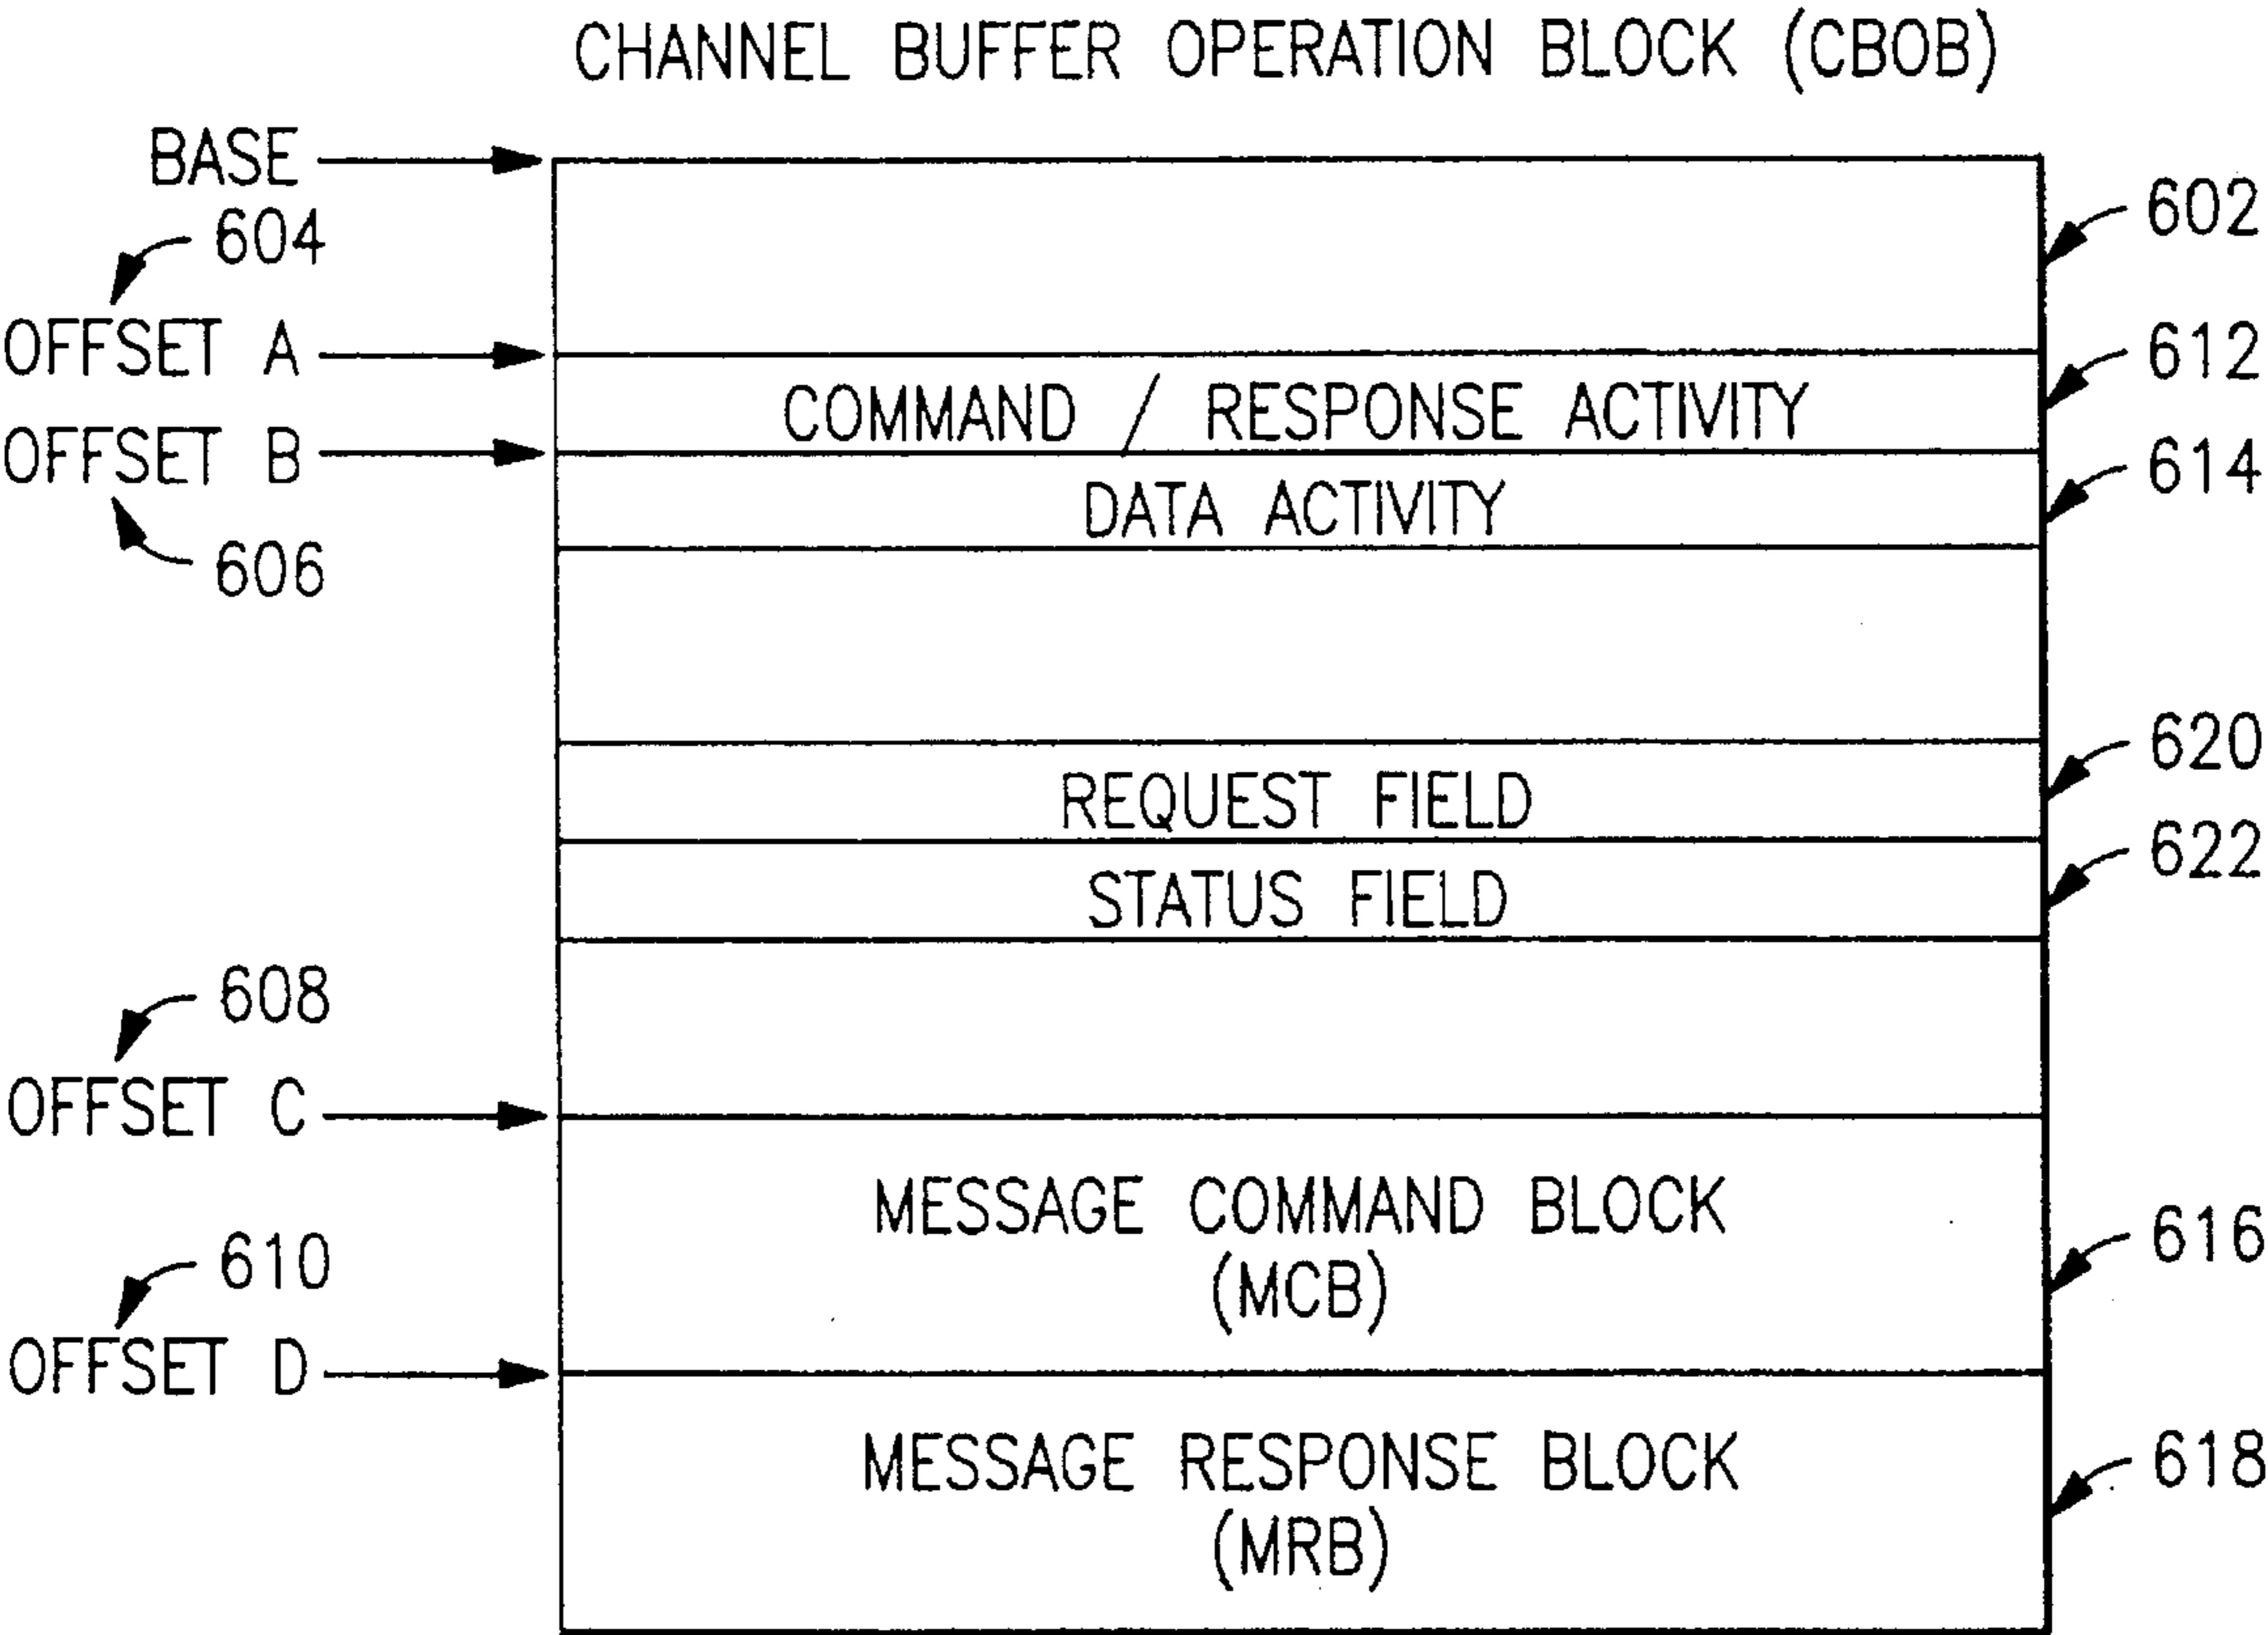 CHANNEL BUFFER OPERATION BLOCK (CBOB)
BASE
602
604
OFFSET A
612
COMMAND / RESPONSE ACTIVITY
OFFSET B
614
DATA ACTIVITY
606
620
REQUEST FIELD
622
STATUS FIELD
608
OFFSET C
MESSAGE COMMAND BLOCK
616
(MCB)
610
OFFSET D
MESSAGE RESPONSE BLOCK
618
(MRB)